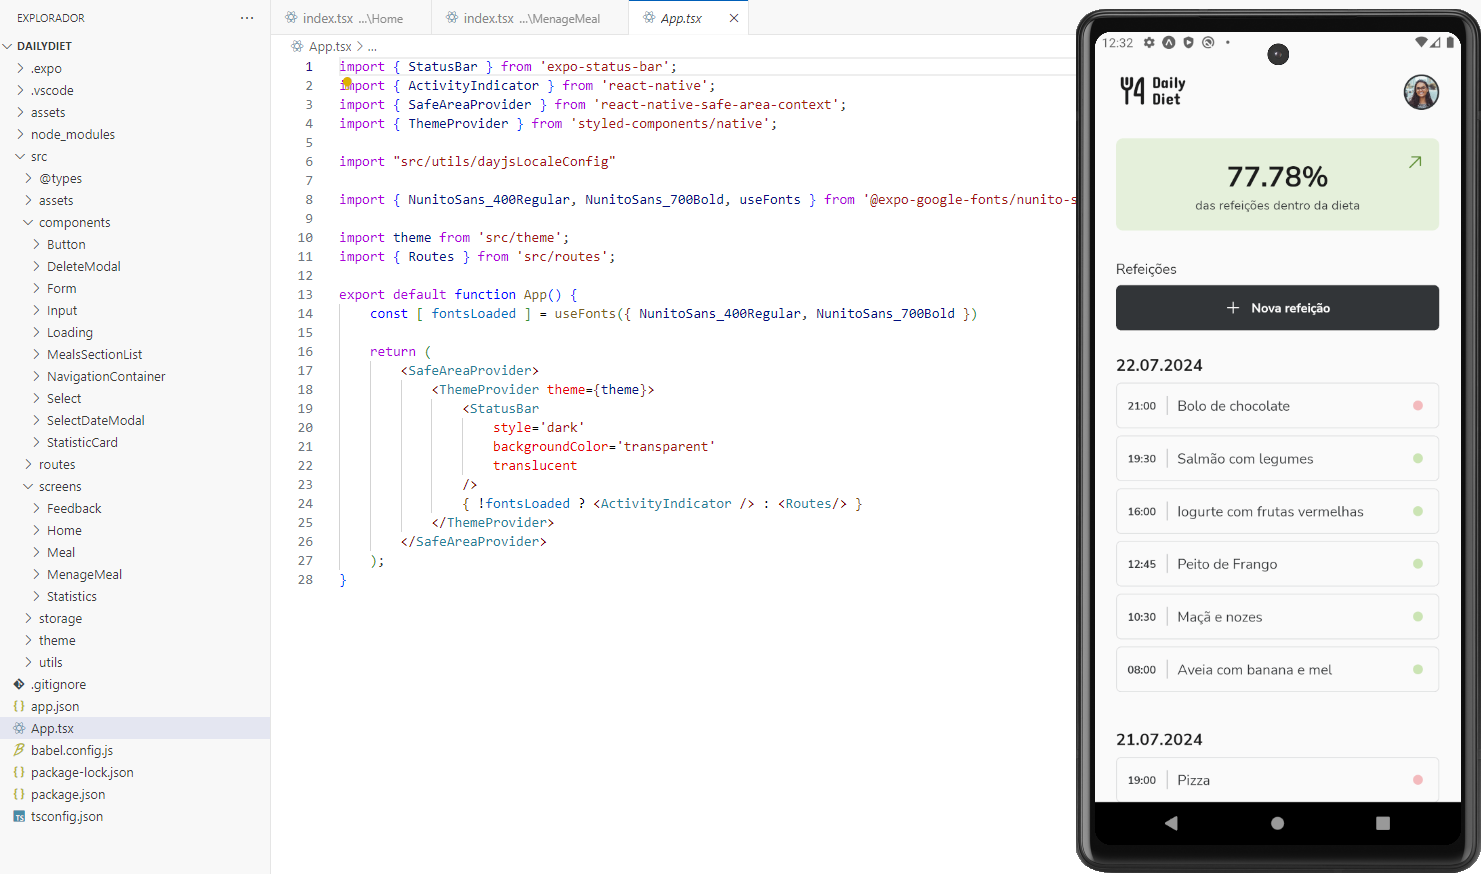 EXPLORADOR
DAILYDIET
.expo
.vscode
assets
node_modules
src
@types
assets
components
Button
DeleteModal
Form
Input
Loading
MealsSectionList
NavigationContainer
Select
SelectDateModal
StatisticCard
routes
screens
Feedback
Home
Meal
MenageMeal
Statistics
storage
theme
utils
.gitignore
app.json
App.tsx
babel.config.js
package-lock.json
package.json
tsconfig.json
index.tsx ...\Home
index.tsx ...\MenageMeal
App.tsx
App.tsx > ...
1 import { StatusBar } from 'expo-status-bar';
2 import { ActivityIndicator } from 'react-native';
3 import { SafeAreaProvider } from 'react-native-safe-area-context';
4 import { ThemeProvider } from 'styled-components/native';
5
6 import "src/utils/dayjsLocaleConfig"
7
8 import { NunitoSans_400Regular, NunitoSans_700Bold, useFonts } from '@expo-google-fonts/nunito-s
9
10 import theme from 'src/theme';
11 import { Routes } from 'src/routes';
12
13 export default function App() {
14 const [ fontsLoaded ] = useFonts({ NunitoSans_400Regular, NunitoSans_700Bold })
15
16 return (
17 <SafeAreaProvider>
18 <ThemeProvider theme={theme}>
19 <StatusBar
20 style='dark'
21 backgroundColor='transparent'
22 translucent
23 />
24 { !fontsLoaded ? <ActivityIndicator /> : <Routes/> }
25 </ThemeProvider>
26 </SafeAreaProvider>
27 );
28 }
12:32
Daily
Diet
77.78%
das refeições dentro da dieta
Refeições
+ Nova refeição
22.07.2024
21:00 Bolo de chocolate
19:30 Salmão com legumes
16:00 Iogurte com frutas vermelhas
12:45 Peito de Frango
10:30 Maçã e nozes
08:00 Aveia com banana e mel
21.07.2024
19:00 Pizza